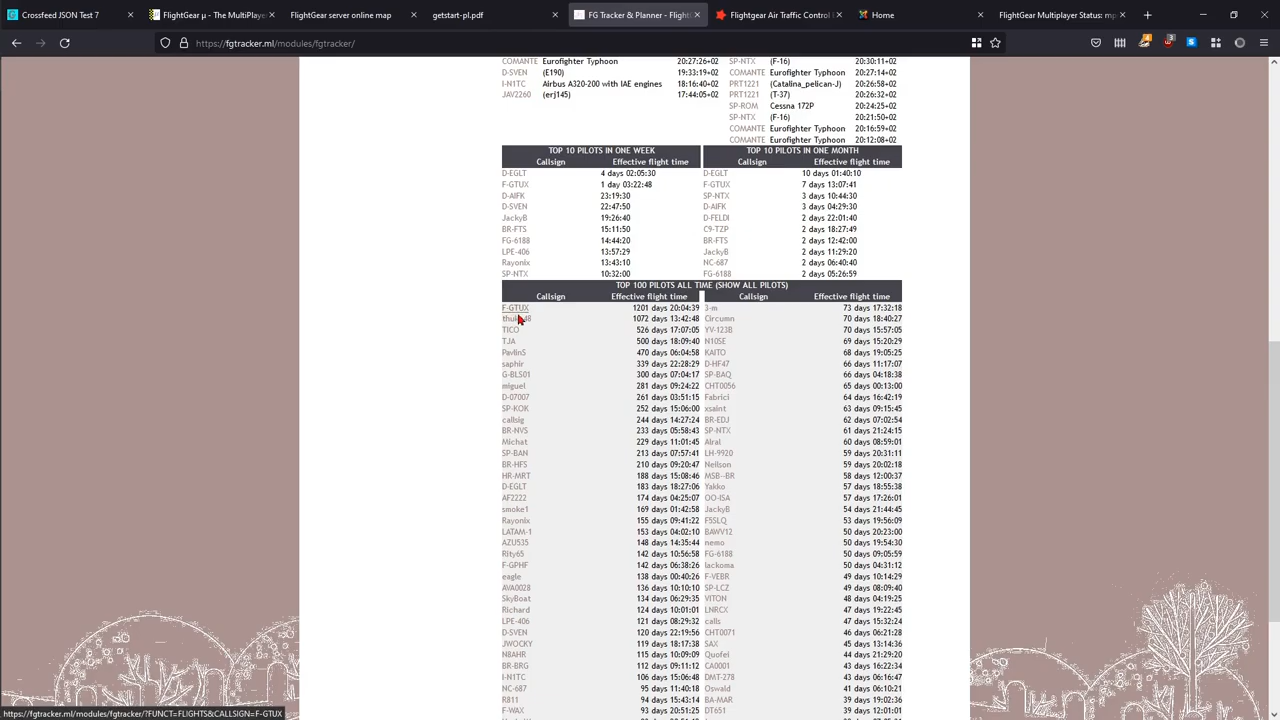 Crossfeed JSON Test 7
FlightGear μ - The MultiPlaye
FlightGear server online map
getstart-pl.pdf
FG Tracker & Planner - FlightG
Flightgear Air Traffic Control
Home
FlightGear Multiplayer Status: mp
https://fgtracker.ml/modules/fgtracker/
COMANTE Eurofighter Typhoon 20:27:26+02
D-SVEN (E190) 19:33:19+02
I-N1TC Airbus A320-200 with IAE engines 18:16:40+02
JAV2260 (erj145) 17:44:05+02
SP-NTX (F-16) 20:30:11+02
COMANTE Eurofighter Typhoon 20:27:14+02
PRT1221 (Catalina_pelican-J) 20:26:58+02
PRT1221 (T-37) 20:26:32+02
SP-ROM Cessna 172P 20:24:25+02
SP-NTX (F-16) 20:21:50+02
COMANTE Eurofighter Typhoon 20:16:59+02
COMANTE Eurofighter Typhoon 20:12:08+02
TOP 10 PILOTS IN ONE WEEK
Callsign Effective flight time
D-EGLT 4 days 02:05:30
F-GTUX 1 day 03:22:48
D-AIFK 23:19:30
D-SVEN 22:47:50
JackyB 19:26:40
BR-FTS 15:11:50
FG-6188 14:44:20
LPE-406 13:57:29
Rayonix 13:43:10
SP-NTX 10:32:00
TOP 10 PILOTS IN ONE MONTH
Callsign Effective flight time
D-EGLT 10 days 01:40:10
F-GTUX 7 days 13:07:41
SP-NTX 3 days 10:44:30
D-AIFK 3 days 04:29:30
D-FELDI 2 days 22:01:40
C9-TZP 2 days 18:27:49
BR-FTS 2 days 12:42:00
JackyB 2 days 11:29:20
NC-687 2 days 06:40:40
FG-6188 2 days 05:26:59
TOP 100 PILOTS ALL TIME (SHOW ALL PILOTS)
Callsign Effective flight time Callsign Effective flight time
F-GTUX 1201 days 20:04:39 3-m 73 days 17:32:18
1072 days 13:42:48 Circumn 70 days 18:40:27
TICO 526 days 17:07:05 YV-123B 70 days 15:57:05
TJA 500 days 18:09:40 N10SE 69 days 15:20:29
Pavlin5 470 days 06:04:58 KAITO 68 days 19:05:25
saphir 339 days 22:28:29 D-HF47 66 days 11:17:07
G-BLS01 300 days 07:04:17 SP-BAQ 66 days 04:18:38
miguel 281 days 09:24:22 CHT0056 65 days 00:13:00
D-07007 261 days 03:51:15 Fabrici 64 days 16:42:19
SP-KOK 252 days 15:06:00 xsaint 63 days 09:15:45
callsig 244 days 14:27:24 BR-EDJ 62 days 07:02:54
BR-NVS 233 days 05:58:43 SP-NTX 61 days 21:24:15
Michat 229 days 11:01:45 Alral 60 days 08:59:01
SP-BAN 213 days 07:57:41 LH-9920 59 days 20:31:11
BR-HFS 210 days 09:20:47 Neilson 59 days 20:02:18
HR-MRT 188 days 15:08:46 MSB--BR 58 days 12:00:37
D-EGLT 183 days 18:27:06 Yakko 57 days 18:55:38
AF2222 174 days 04:25:07 OO-ISA 57 days 17:26:01
smoke1 169 days 01:42:58 JackyB 54 days 21:44:45
Rayonix 155 days 09:41:22 F5SLQ 53 days 19:56:09
LATAM-1 153 days 04:02:10 BAWV12 50 days 20:23:00
AZU535 148 days 14:35:44 nemo 50 days 19:54:30
Rity65 142 days 10:56:58 FG-6188 50 days 09:05:59
F-GPHF 142 days 06:38:26 lackoma 50 days 04:31:12
eagle 138 days 00:40:26 F-VEBR 49 days 10:14:29
AVA0028 136 days 10:10:10 SP-LCZ 49 days 08:09:40
SkyBoat 134 days 06:29:35 VITON 48 days 04:19:25
Richard 124 days 10:01:01 LNRCX 47 days 19:22:45
LPE-406 121 days 08:29:32 calls 47 days 15:32:24
D-SVEN 120 days 22:19:56 CHT0071 46 days 06:21:28
JWOCKY 119 days 18:17:38 SAX 45 days 13:14:36
N8AHR 115 days 10:09:09 Quofei 44 days 21:29:20
BR-BRG 112 days 09:11:12 CA0001 43 days 16:22:34
I-N1TC 106 days 15:06:48 DMT-278 43 days 06:16:47
NC-687 95 days 11:40:18 Oswald 41 days 06:10:21
R811 94 days 15:43:14 BA-MAR 39 days 19:02:51
F-WAX 93 days 20:51:25 DT651 39 days 12:01:01
https://fgtracker.ml/modules/fgtracker/?FUNCT=FLIGHTS&CALLSIGN=F-GTUX